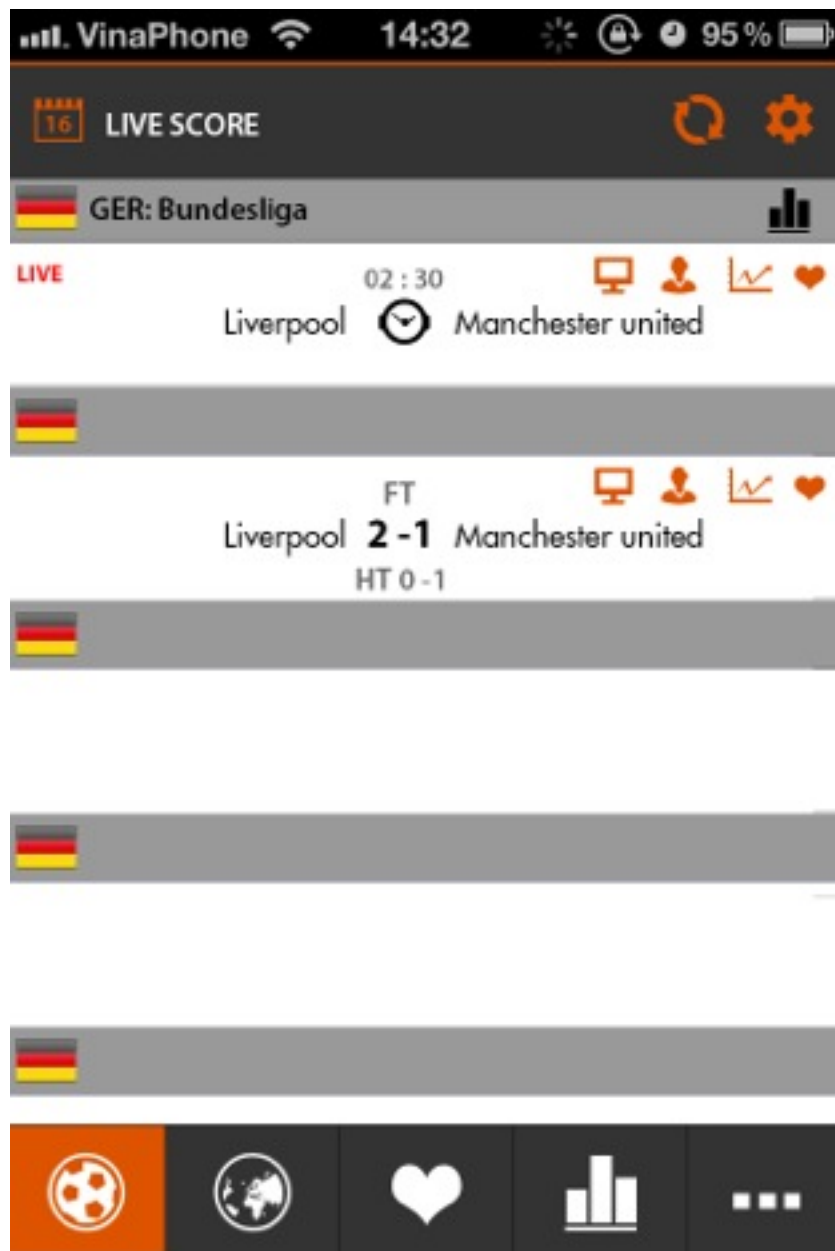 VinaPhone 14:32 95%
16 LIVE SCORE
GER: Bundesliga
LIVE
02 : 30
Liverpool Manchester united
FT
Liverpool 2 - 1 Manchester united
HT 0 - 1